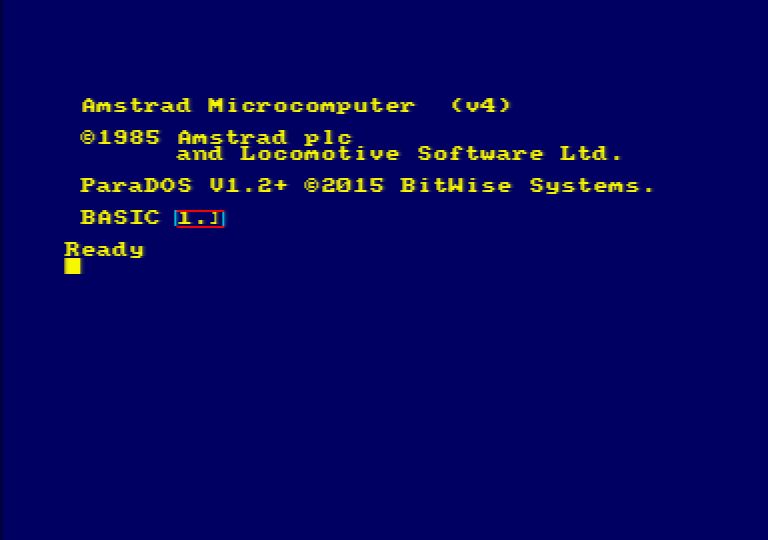 Amstrad Microcomputer (v4)
©1985 Amstrad plc
and Locomotive Software Ltd.
ParaDOS V1.2+ ©2015 BitWise Systems.
BASIC 1.1
Ready